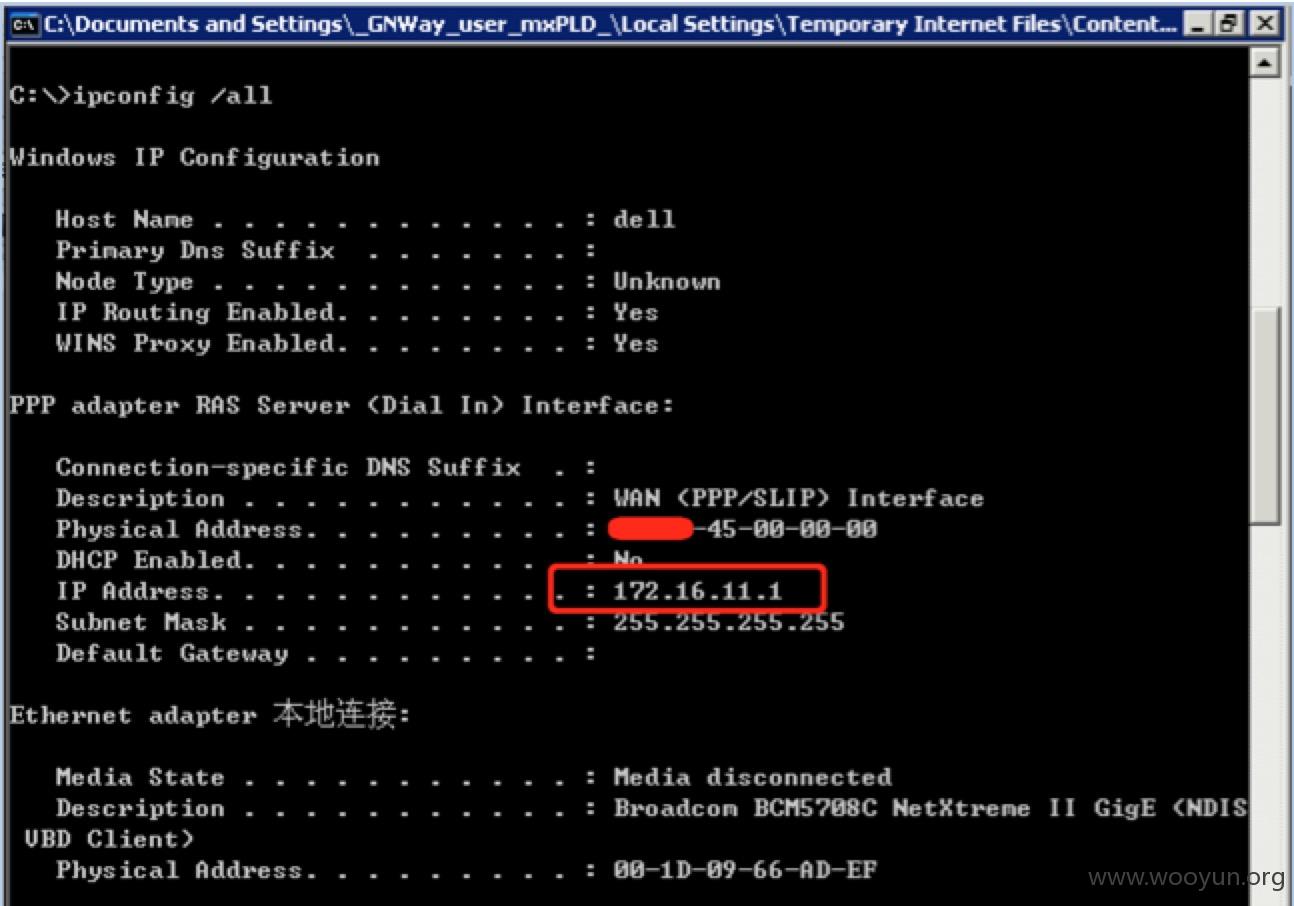 C:\Documents and Settings\_GNWay_user_mxPLD_\Local Settings\Temporary Internet Files\Content...
C:\>ipconfig /all
Windows IP Configuration
Host Name . . . . . . . . . . . . : dell
Primary Dns Suffix  . . . . . . . :
Node Type . . . . . . . . . . . . : Unknown
IP Routing Enabled. . . . . . . . : Yes
WINS Proxy Enabled. . . . . . . . : Yes
PPP adapter RAS Server (Dial In) Interface:
Connection-specific DNS Suffix  . :
Description . . . . . . . . . . . : WAN (PPP/SLIP) Interface
Physical Address. . . . . . . . . : -45-00-00-00
DHCP Enabled. . . . . . . . . . . : No
IP Address. . . . . . . . . . . . : 172.16.11.1
Subnet Mask . . . . . . . . . . . : 255.255.255.255
Default Gateway . . . . . . . . . :
Ethernet adapter 本地连接:
Media State . . . . . . . . . . . : Media disconnected
Description . . . . . . . . . . . : Broadcom BCM5708C NetXtreme II GigE (NDIS
VBD Client)
Physical Address. . . . . . . . . : 00-1D-09-66-AD-EF
www.wooyun.org